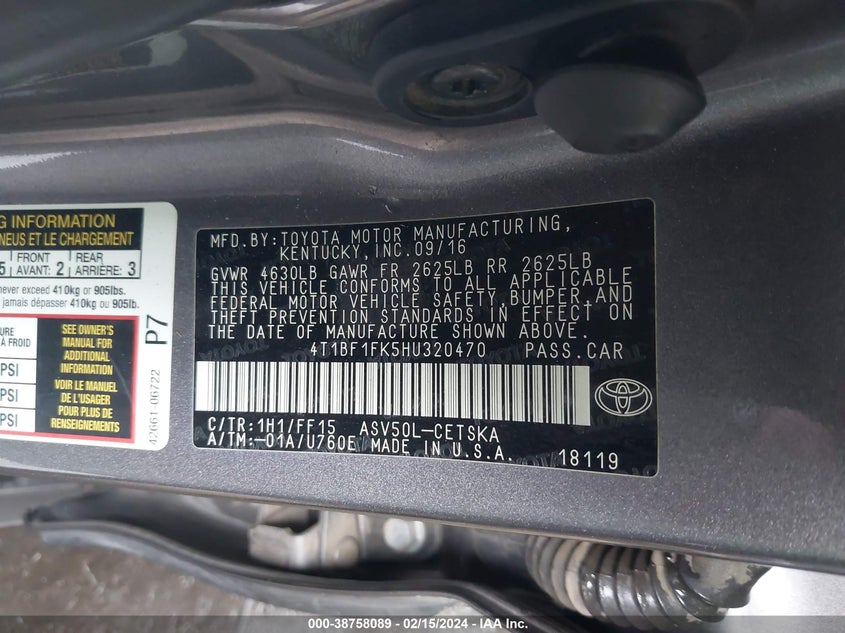 G INFORMATION
NEUS ET LE CHARGEMENT
5 FRONT AVANT: 2 REAR ARRIÈRE: 3
never exceed 410kg or 905lbs.
jamais dépasser 410kg ou 905lb.
URE
À FROID
PSI
PSI
PSI
SEE OWNER'S
MANUAL
FOR ADDITIONAL
INFORMATION
VOIR LE MANUEL
DE L'USAGER
POUR PLUS DE
RENSEIGNEMENTS
P7
42661-06722
MFD.BY:TOYOTA MOTOR MANUFACTURING,
KENTUCKY,INC.09/16
GVWR 4630LB GAWR FR 2625LB RR 2625LB
THIS VEHICLE CONFORMS TO ALL APPLICABLE
FEDERAL MOTOR VEHICLE SAFETY,BUMPER,AND
THEFT PREVENTION STANDARDS IN EFFECT ON
THE DATE OF MANUFACTURE SHOWN ABOVE.
4T1BF1FK5HU320470 PASS.CAR
C/TR:1H1/FF15 ASV50L-CETSKA
A/TM:-01A/U760E MADE IN U.S.A. 18119
000-38758089 - 02/15/2024 - IAA Inc.